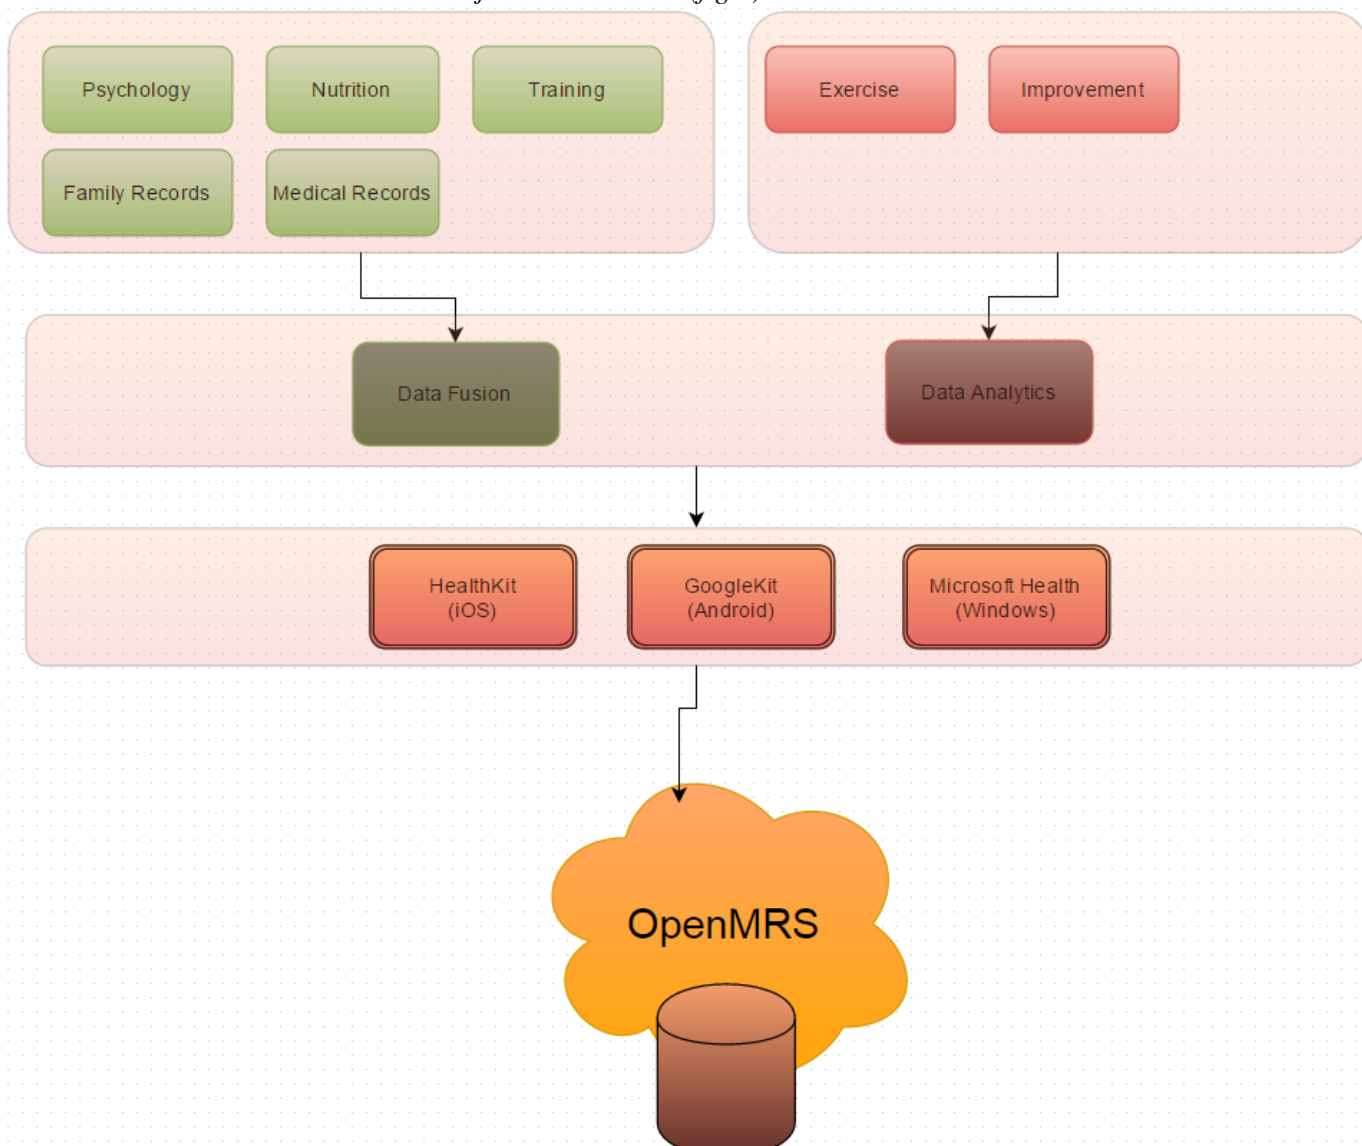 Psychology
Nutrition
Training
Exercise
Improvement
Family Records
Medical Records
Data Fusion
Data Analytics
HealthKit
(iOS)
GoogleKit
(Android)
Microsoft Health
(Windows)
OpenMRS